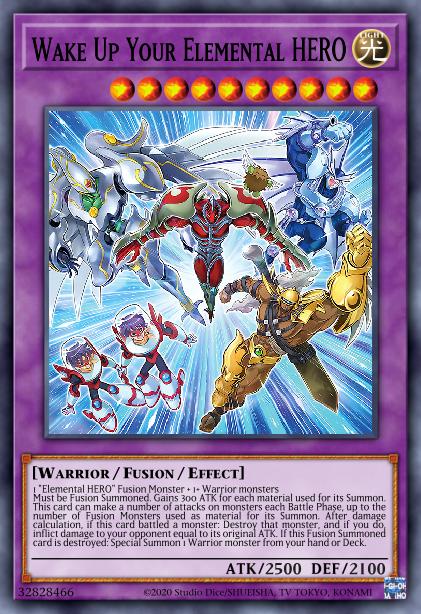 WAKE UP YOUR ELEMENTAL HERO
LIGHT
光
[WARRIOR / FUSION / EFFECT]
1 "Elemental HERO" Fusion Monster + 1+ Warrior monsters
Must be Fusion Summoned. Gains 300 ATK for each material used for its Summon.
This card can make a number of attacks on monsters each Battle Phase, up to
the number of Fusion Monsters used as material for its Summon. After damage
calculation, if this card battled a monster: Destroy that monster, and if you do,
inflict damage to your opponent equal to its original ATK. If this Fusion Summoned
card is destroyed: Special Summon 1 Warrior monster from your hand or Deck.
ATK/2500 DEF/2100
32828466
©2020 Studio Dice/SHUEISHA, TV TOKYO, KONAMI